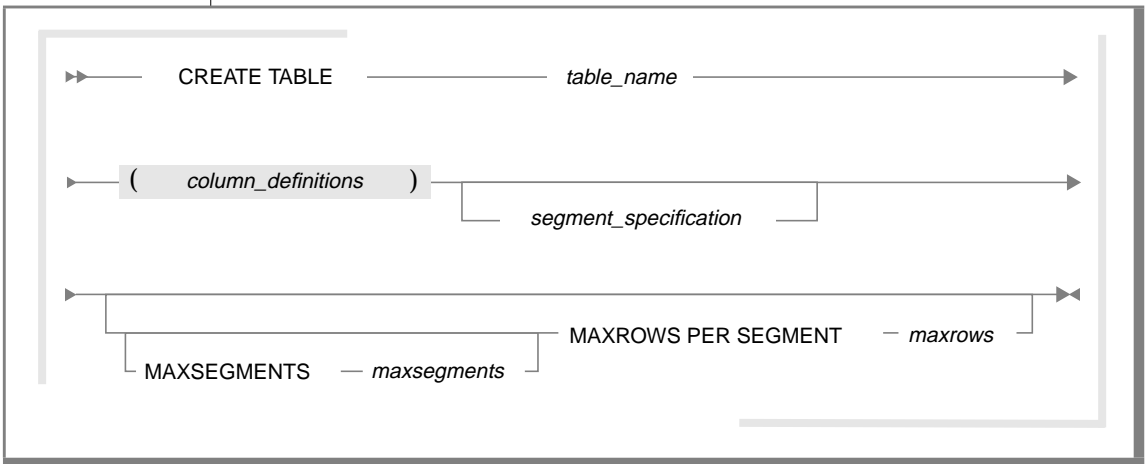 CREATE TABLE table_name
( column_definitions )
segment_specification
MAXROWS PER SEGMENT maxrows
MAXSEGMENTS maxsegments